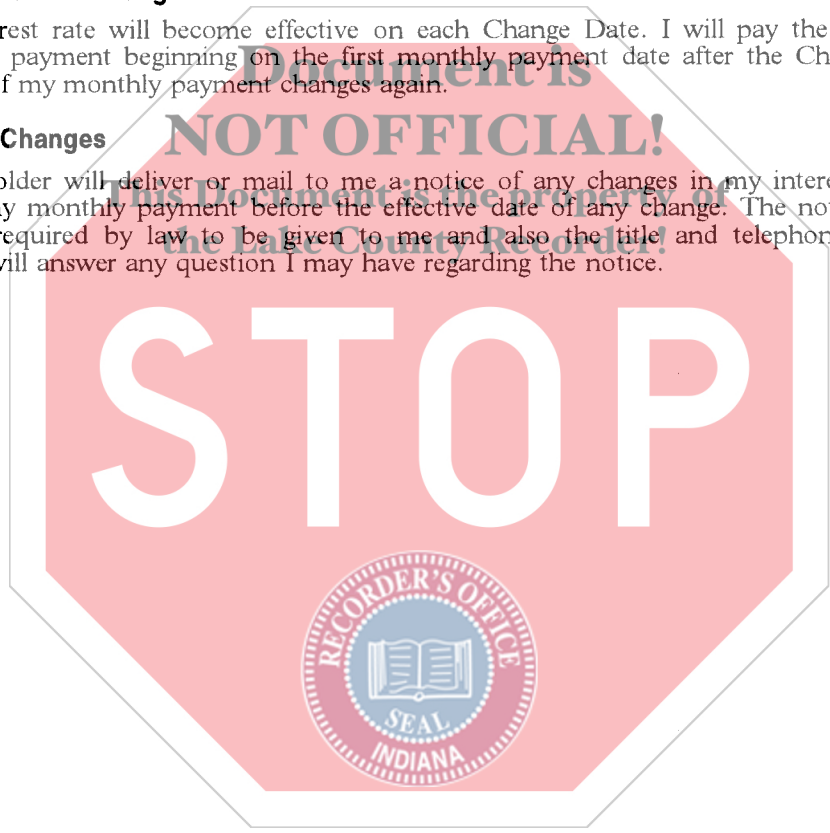 rest rate will become effective on each Change Date. I will pay the
payment beginning on the first monthly payment date after the Ch
f my monthly payment changes again.
Document is
NOT OFFICIAL!
Changes
older will deliver or mail to me a notice of any changes in my intere
y monthly payment before the effective date of any change. The no
required by law to be given to me and also the title and telephon
vill answer any question I may have regarding the notice.
This Document is the property of
the Lake County Recorder!
STOP
RECORDER'S OFFICE
SEAL
INDIANA